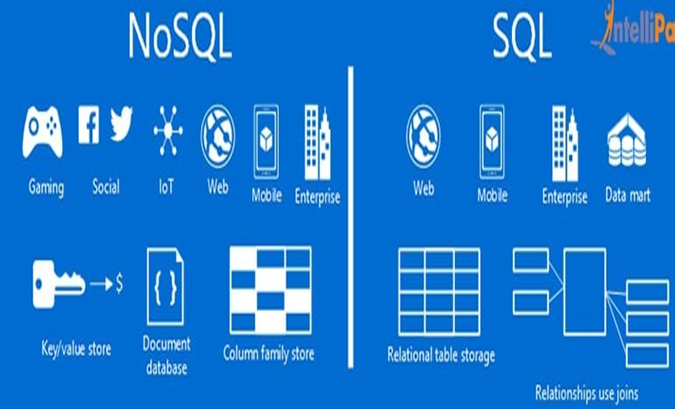 NoSQL
Gaming
Social
IoT
Web
Mobile
Enterprise
$
{ }
Key/value store
Document
database
Column family store
SQL
IntelliPa
Web
Mobile
Enterprise
Data mart
Relational table storage
Relationships use joins